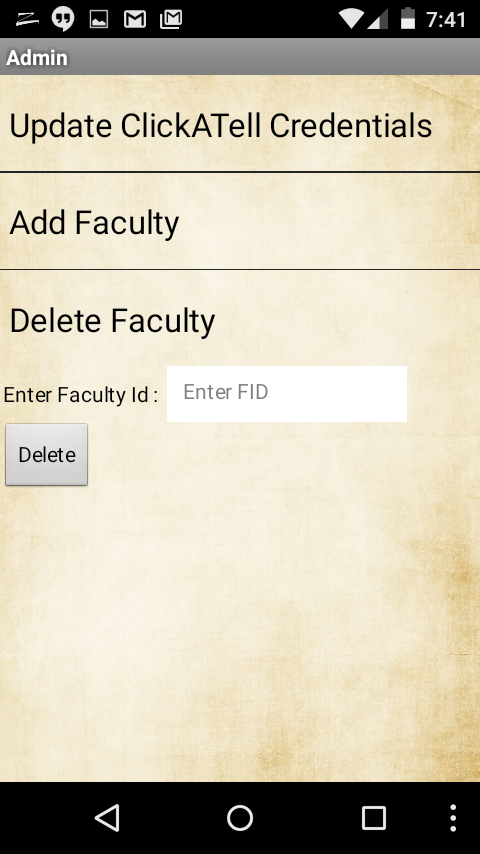 7:41
Admin
Update ClickATell Credentials
Add Faculty
Delete Faculty
Enter Faculty Id : Enter FID
Delete